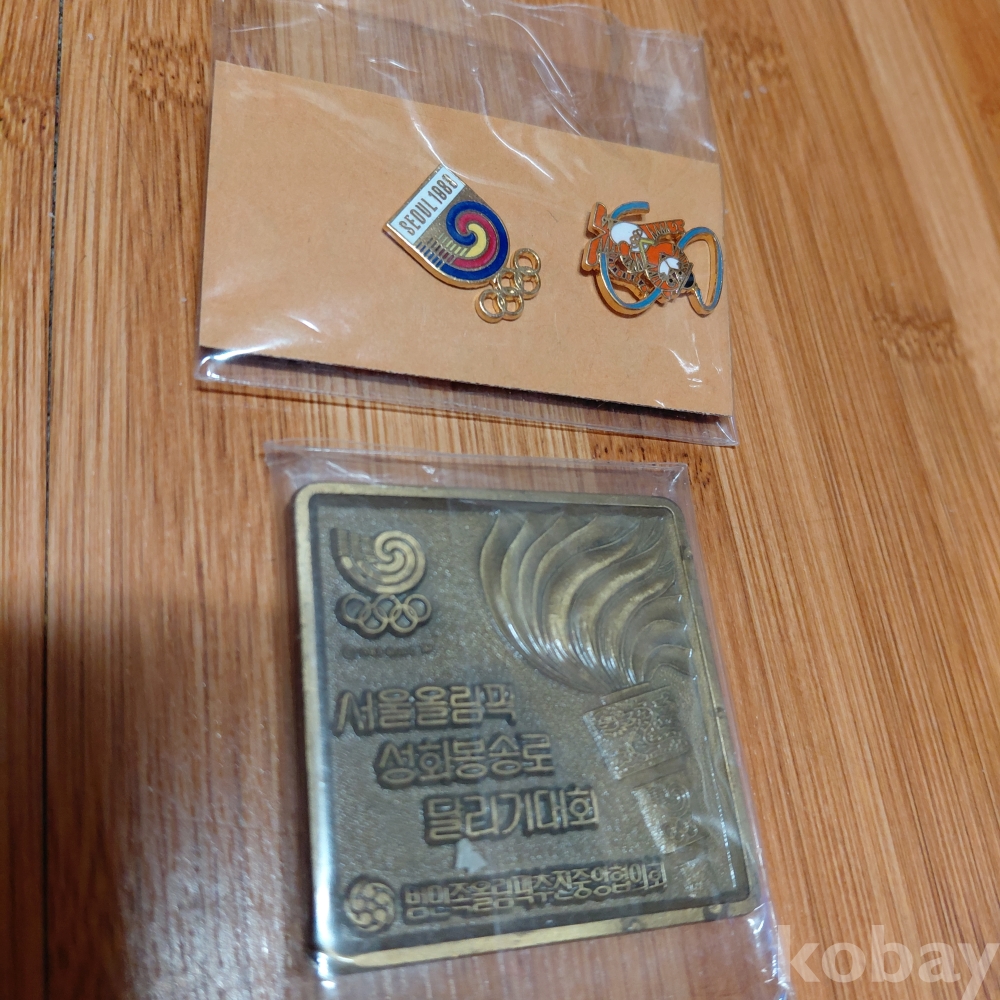 SEOUL 1988
서울올림픽
성화봉송로
달리기대회
범민족올림픽추진중앙협의회
kobay